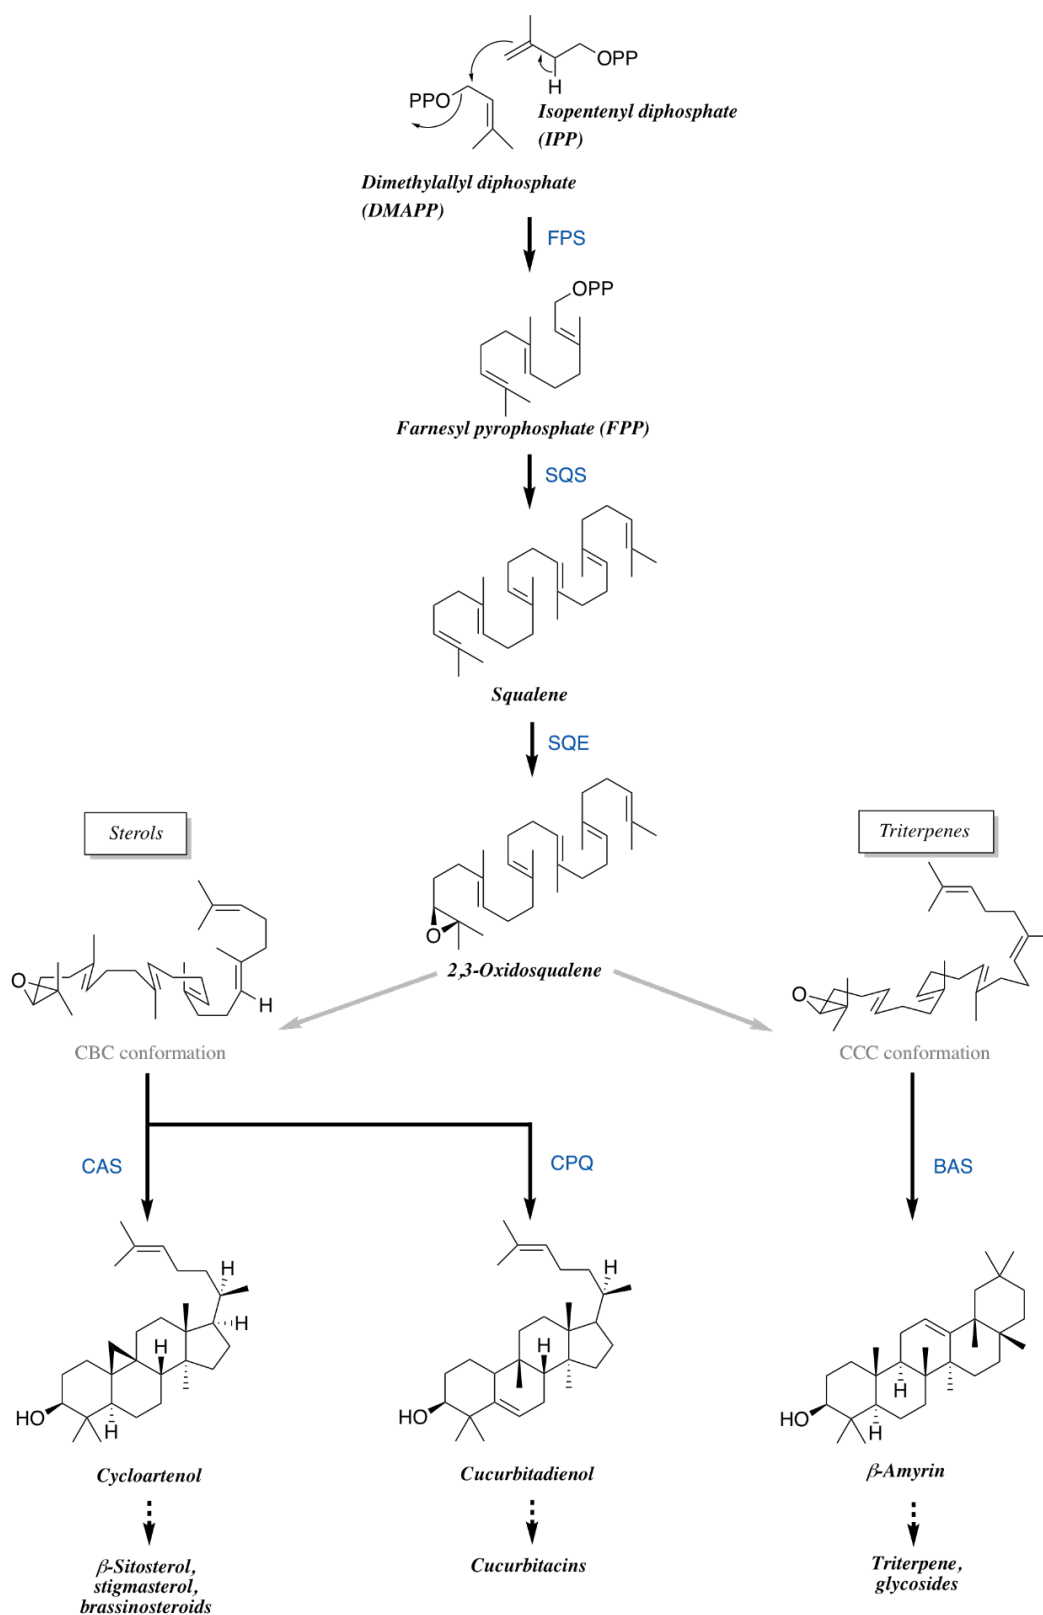 OPP
H
PPO
Isopentenyl diphosphate
(IPP)
Dimethylallyl diphosphate
(DMAPP)
FPS
OPP
Farnesyl pyrophosphate (FPP)
SQS
Squalene
SQE
Sterols
Triterpenes
O
2,3-Oxidosqualene
O
H
O
CBC conformation
CCC conformation
CAS
CPQ
BAS
H
H
H
HO
H
Cycloartenol
H
H
HO
Cucurbitadienol
H
HO
H
β-Amyrin
β-Sitosterol,
stigmasterol,
brassinosteroids
Cucurbitacins
Triterpene,
glycosides